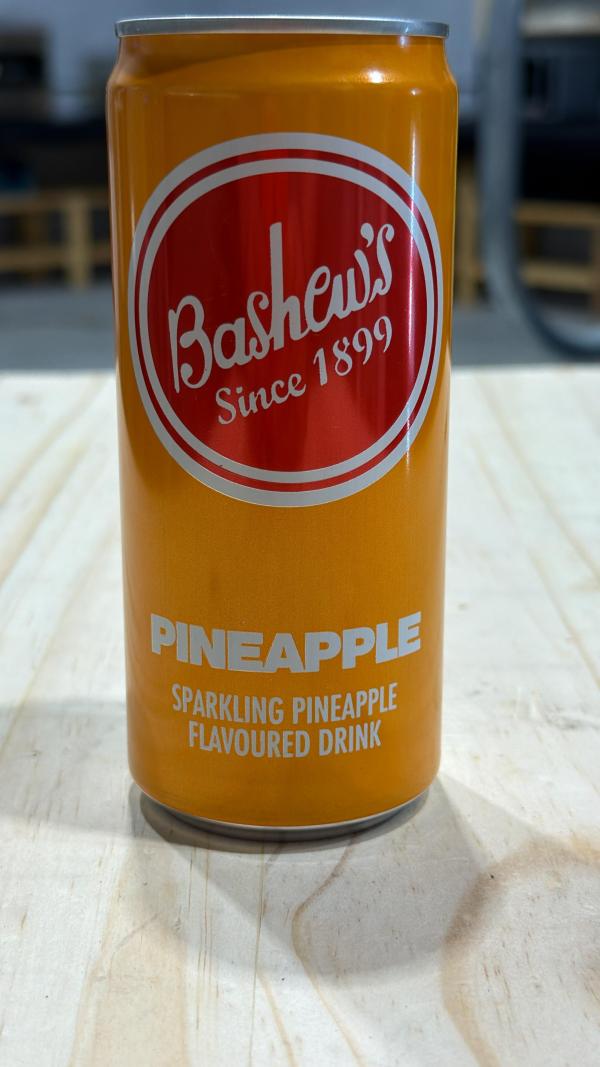 Bashew's
Since 1899
PINEAPPLE
SPARKLING PINEAPPLE
FLAVOURED DRINK